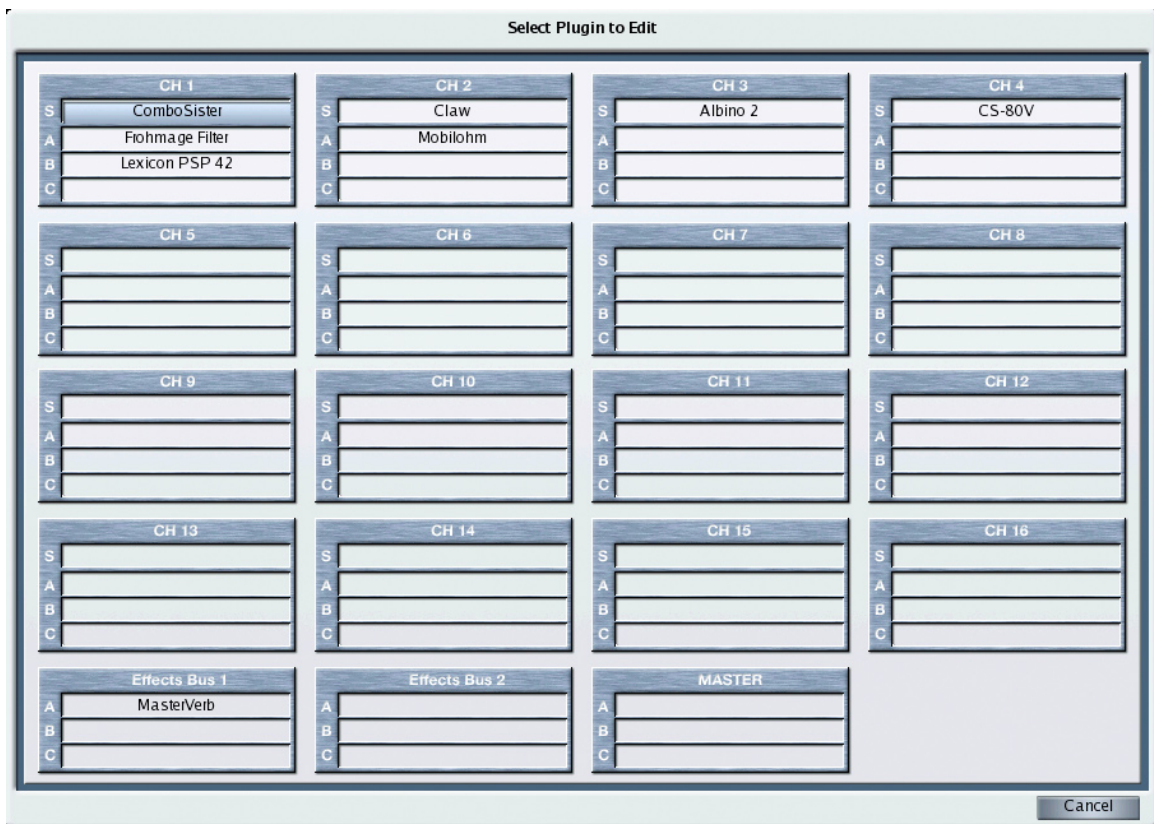 Select Plugin to Edit
CH 1
S ComboSister
A Frohmage Filter
B Lexicon PSP 42
C
CH 2
S Claw
A Mobilohm
B
C
CH 3
S Albino 2
A
B
C
CH 4
S CS-80V
A
B
C
CH 5
S
A
B
C
CH 6
S
A
B
C
CH 7
S
A
B
C
CH 8
S
A
B
C
CH 9
S
A
B
C
CH 10
S
A
B
C
CH 11
S
A
B
C
CH 12
S
A
B
C
CH 13
S
A
B
C
CH 14
S
A
B
C
CH 15
S
A
B
C
CH 16
S
A
B
C
Effects Bus 1
A MasterVerb
B
C
Effects Bus 2
A
B
C
MASTER
A
B
C
Cancel